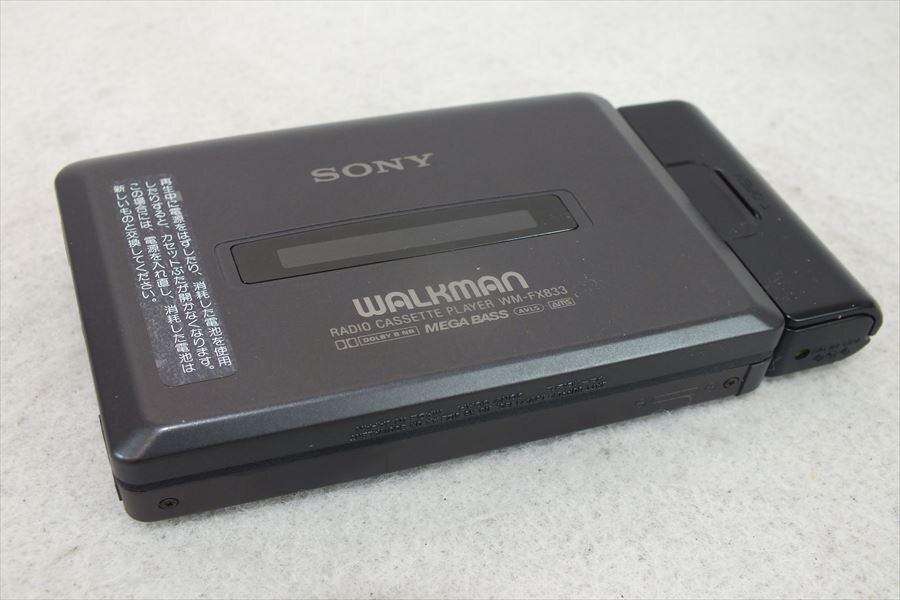 SONY
再生中に電源をはずしたり、消耗した電池を使用
したりすると、カセットぶたが開かなくなります。
この場合には、電源を入れ直し、消耗した電池は
新しいものと交換してください。
WALKMAN
RADIO CASSETTE PLAYER WM-FX833
DOLBY B NR MEGA BASS AVLS AMS